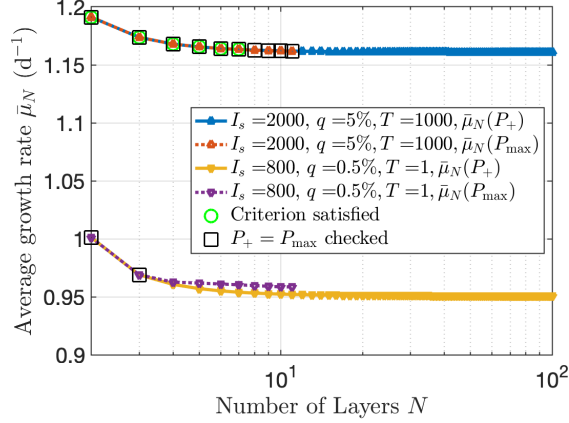 1.2
1.15
1.1
1.05
1
0.95
0.9
Average growth rate μ̄_N (d⁻¹)
I_s =2000, q =5%, T =1000, μ̄_N(P_+)
I_s =2000, q =5%, T =1000, μ̄_N(P_max)
I_s =800, q =0.5%, T =1, μ̄_N(P_+)
I_s =800, q =0.5%, T =1, μ̄_N(P_max)
Criterion satisfied
P_+ = P_max checked
10¹
10²
Number of Layers N